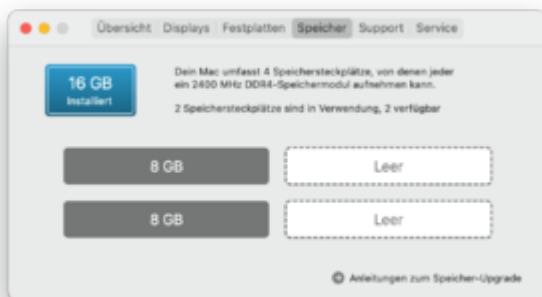 Übersicht Displays Festplatten Speicher Support Service
16 GB
Installiert
Dein Mac umfasst 4 Speichersteckplätze, von denen jeder
ein 2400 MHz DDR4-Speichermodul aufnehmen kann.
2 Speichersteckplätze sind in Verwendung, 2 verfügbar
8 GB Leer
8 GB Leer
Anleitungen zum Speicher-Upgrade